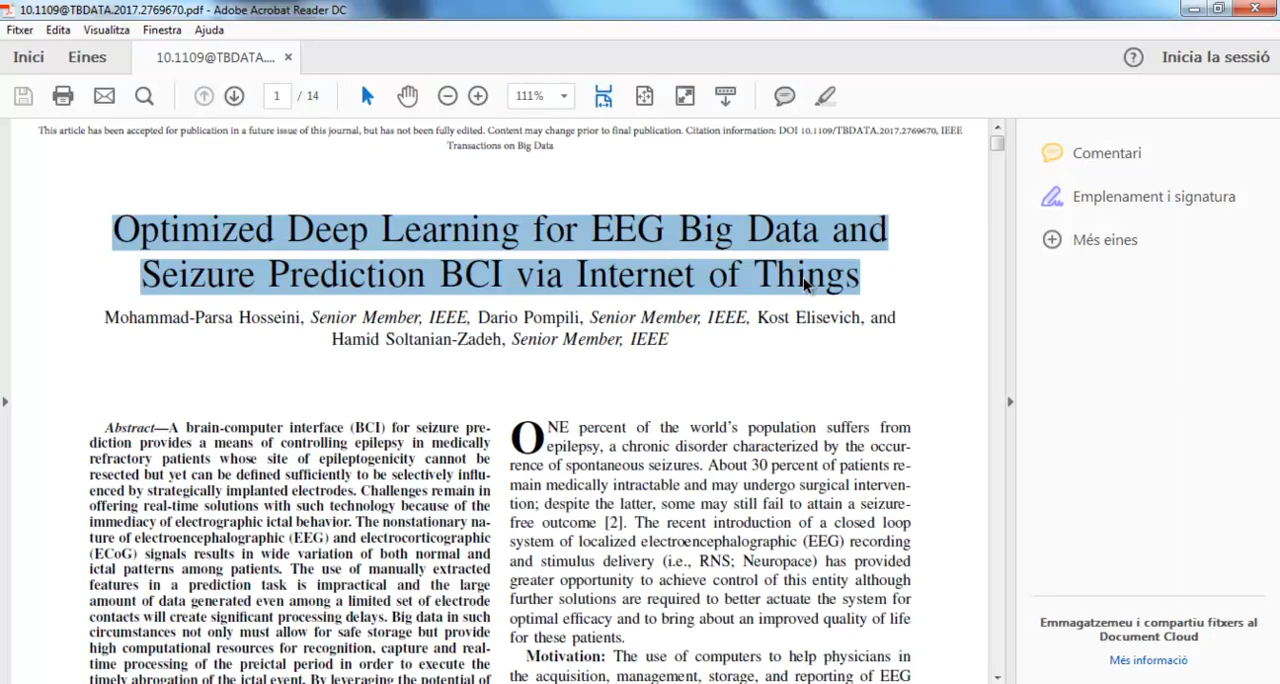 10.1109@TBDATA.2017.2769670.pdf - Adobe Acrobat Reader DC
Fitxer Edita Visualitza Finestra Ajuda
Inici Eines 10.1109@TBDATA.... × Inicia la sessió
1 / 14 111%
This article has been accepted for publication in a future issue of this journal, but has not been fully edited. Content may change prior to final publication. Citation information: DOI 10.1109/TBDATA.2017.2769670, IEEE
Transactions on Big Data
Optimized Deep Learning for EEG Big Data and
Seizure Prediction BCI via Internet of Things
Mohammad-Parsa Hosseini, Senior Member, IEEE, Dario Pompili, Senior Member, IEEE, Kost Elisevich, and
Hamid Soltanian-Zadeh, Senior Member, IEEE
Abstract—A brain-computer interface (BCI) for seizure pre-
diction provides a means of controlling epilepsy in medically
refractory patients whose site of epileptogenicity cannot be
resected but yet can be defined sufficiently to be selectively influ-
enced by strategically implanted electrodes. Challenges remain in
offering real-time solutions with such technology because of the
immediacy of electrographic ictal behavior. The nonstationary na-
ture of electroencephalographic (EEG) and electrocorticographic
(ECoG) signals results in wide variation of both normal and
ictal patterns among patients. The use of manually extracted
features in a prediction task is impractical and the large
amount of data generated even among a limited set of electrode
contacts will create significant processing delays. Big data in such
circumstances not only must allow for safe storage but provide
high computational resources for recognition, capture and real-
time processing of the preictal period in order to execute the
timely abrogation of the ictal event. By leveraging the potential of
ONE percent of the world's population suffers from
epilepsy, a chronic disorder characterized by the occur-
rence of spontaneous seizures. About 30 percent of patients re-
main medically intractable and may undergo surgical interven-
tion; despite the latter, some may still fail to attain a seizure-
free outcome [2]. The recent introduction of a closed loop
system of localized electroencephalographic (EEG) recording
and stimulus delivery (i.e., RNS; Neuropace) has provided
greater opportunity to achieve control of this entity although
further solutions are required to better actuate the system for
optimal efficacy and to bring about an improved quality of life
for these patients.
Motivation: The use of computers to help physicians in
the acquisition, management, storage, and reporting of EEG
Comentari
Emplenament i signatura
Més eines
Emmagatzemeu i compartiu fitxers al
Document Cloud
Més informació